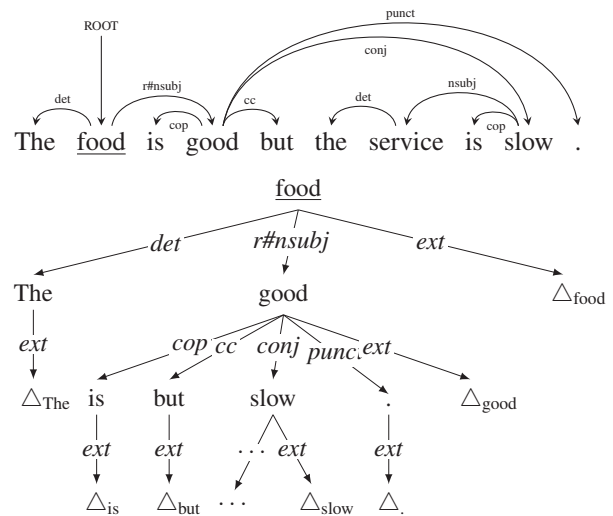 punct
ROOT
conj
det r#nsubj cop cc det nsubj cop
The food is good but the service is slow .
food
det r#nsubj ext
The good △food
ext cop cc conj punct ext
△The is but slow . △good
ext ext ... ext ext
△is △but ... △slow △.